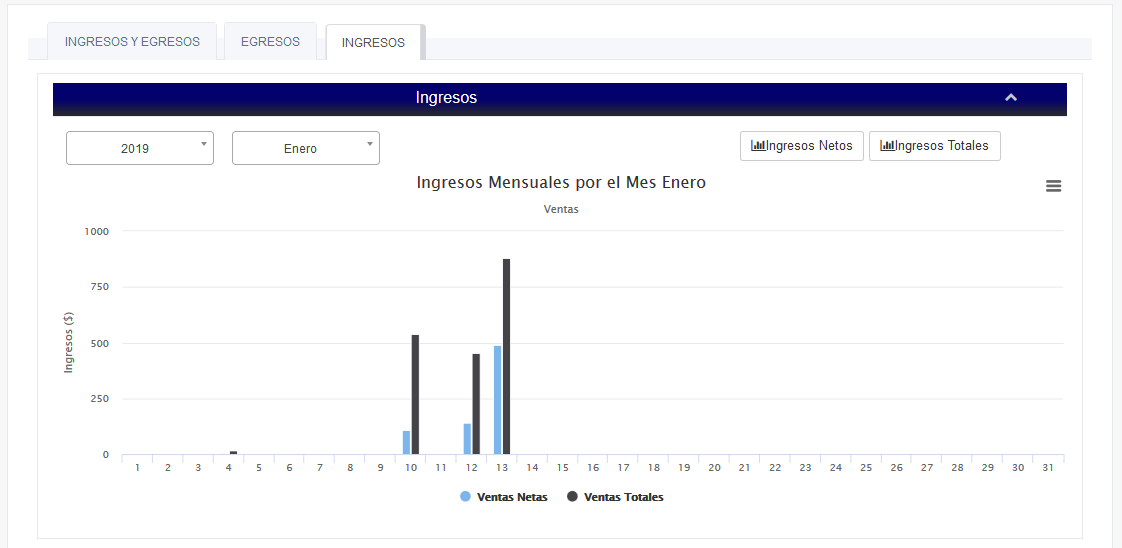 INGRESOS Y EGRESOS EGRESOS INGRESOS
Ingresos
2019 Enero Ingresos Netos Ingresos Totales
Ingresos Mensuales por el Mes Enero
Ventas
Ingresos ($)
1000
750
500
250
0
1 2 3 4 5 6 7 8 9 10 11 12 13 14 15 16 17 18 19 20 21 22 23 24 25 26 27 28 29 30 31
Ventas Netas Ventas Totales